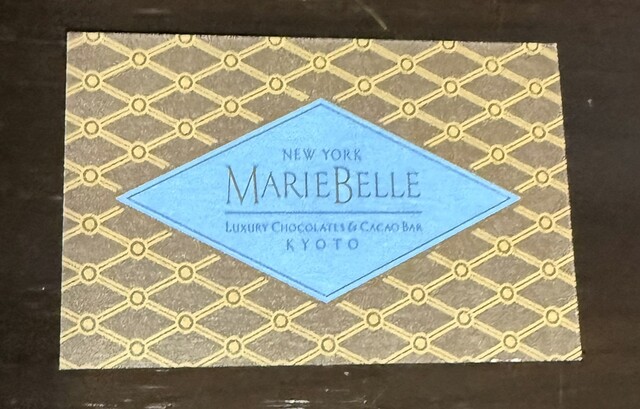 NEW YORK
MARIEBELLE
LUXURY CHOCOLATES & CACAO BAR
KYOTO